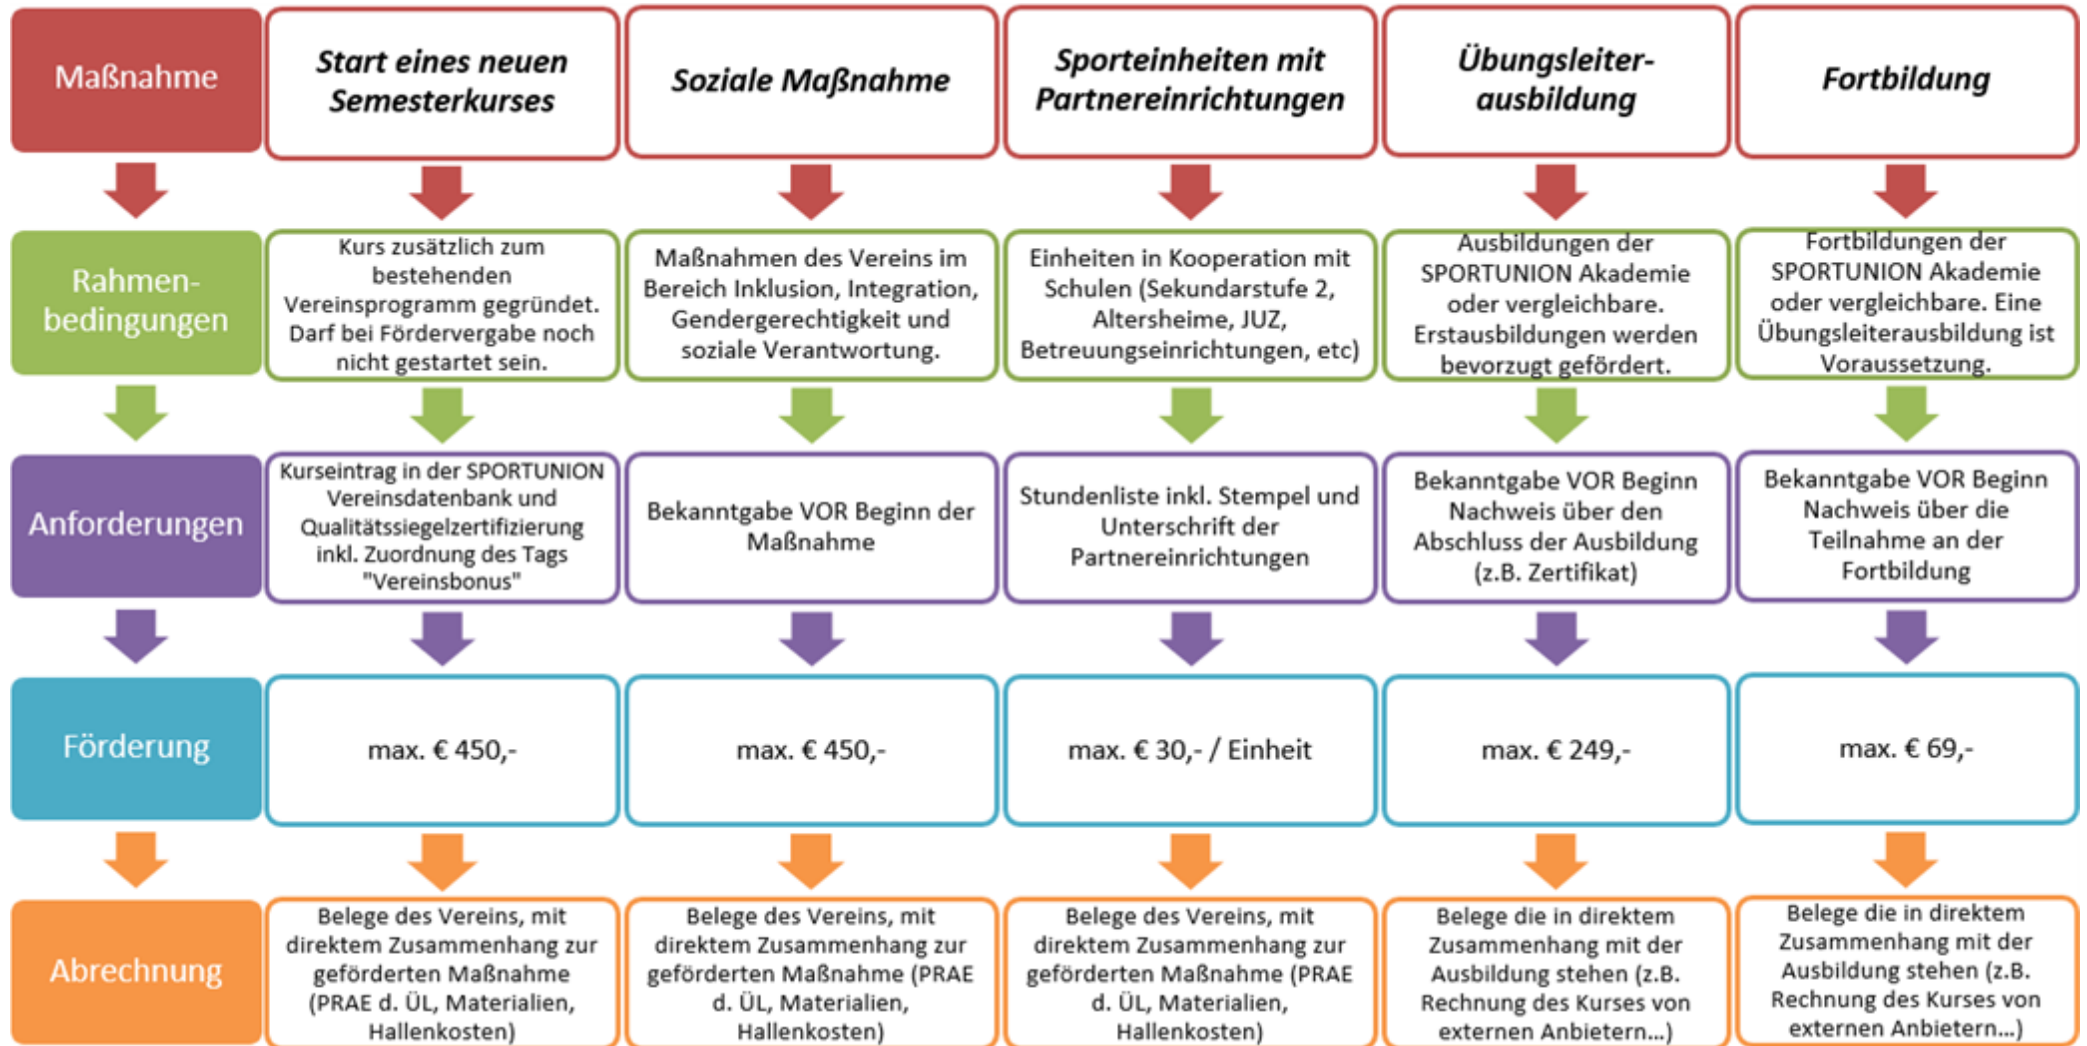 Maßnahme
Start eines neuen
Semesterkurses
Soziale Maßnahme
Sporteinheiten mit
Partnereinrichtungen
Übungsleiter-
ausbildung
Fortbildung
Rahmen-
bedingungen
Kurs zusätzlich zum
bestehenden
Vereinsprogramm gegründet.
Darf bei Fördervergabe noch
nicht gestartet sein.
Maßnahmen des Vereins im
Bereich Inklusion, Integration,
Gendergerechtigkeit und
soziale Verantwortung.
Einheiten in Kooperation mit
Schulen (Sekundarstufe 2,
Altersheime, JUZ,
Betreuungseinrichtungen, etc)
Ausbildungen der
SPORTUNION Akademie
oder vergleichbare.
Erstausbildungen werden
bevorzugt gefördert.
Fortbildungen der
SPORTUNION Akademie
oder vergleichbare. Eine
Übungsleiterausbildung ist
Voraussetzung.
Anforderungen
Kurseintrag in der SPORTUNION
Vereinsdatenbank und
Qualitätssiegelzertifizierung
inkl. Zuordnung des Tags
"Vereinsbonus"
Bekanntgabe VOR Beginn der
Maßnahme
Stundenliste inkl. Stempel und
Unterschrift der
Partnereinrichtungen
Bekanntgabe VOR Beginn
Nachweis über den
Abschluss der Ausbildung
(z.B. Zertifikat)
Bekanntgabe VOR Beginn
Nachweis über die
Teilnahme an der
Fortbildung
Förderung
max. € 450,-
max. € 450,-
max. € 30,- / Einheit
max. € 249,-
max. € 69,-
Abrechnung
Belege des Vereins, mit
direktem Zusammenhang zur
geförderten Maßnahme
(PRAE d. ÜL, Materialien,
Hallenkosten)
Belege des Vereins, mit
direktem Zusammenhang zur
geförderten Maßnahme (PRAE
d. ÜL, Materialien,
Hallenkosten)
Belege des Vereins, mit
direktem Zusammenhang zur
geförderten Maßnahme (PRAE
d. ÜL, Materialien,
Hallenkosten)
Belege die in direktem
Zusammenhang mit der
Ausbildung stehen (z.B.
Rechnung des Kurses von
externen Anbietern...)
Belege die in direktem
Zusammenhang mit der
Ausbildung stehen (z.B.
Rechnung des Kurses von
externen Anbietern...)